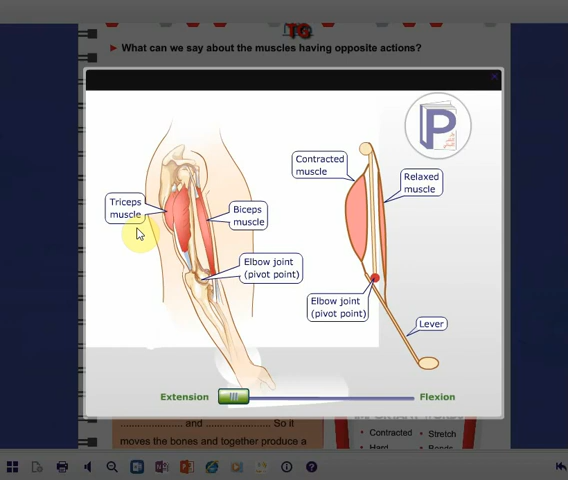 TG
► What can we say about the muscles having opposite actions?
P
Contracted
muscle
Relaxed
muscle
Triceps
muscle
Biceps
muscle
Elbow joint
(pivot point)
Elbow joint
(pivot point)
Lever
Extension
Flexion
........................ and ........................ So it
moves the bones and together produce a
• Contracted • Stretch